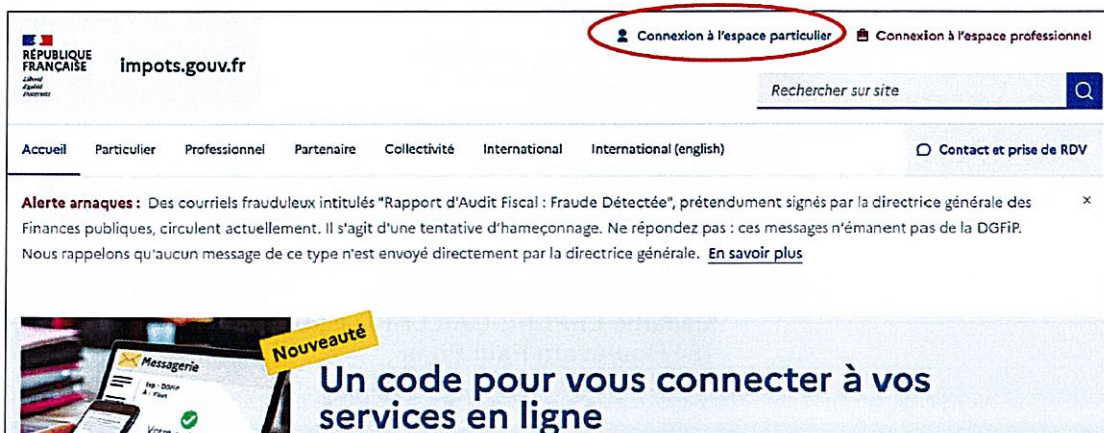 Connexion à l'espace particulier
Connexion à l'espace professionnel
RÉPUBLIQUE
FRANÇAISE
Liberté
Égalité
Fraternité
impots.gouv.fr
Rechercher sur site
Accueil Particulier Professionnel Partenaire Collectivité International International (english) Contact et prise de RDV
Alerte arnaques : Des courriels frauduleux intitulés "Rapport d'Audit Fiscal : Fraude Détectée", prétendument signés par la directrice générale des
Finances publiques, circulent actuellement. Il s'agit d'une tentative d'hameçonnage. Ne répondez pas : ces messages n'émanent pas de la DGFiP.
Nous rappelons qu'aucun message de ce type n'est envoyé directement par la directrice générale. En savoir plus
Messagerie
Nouveauté
Un code pour vous connecter à vos
services en ligne